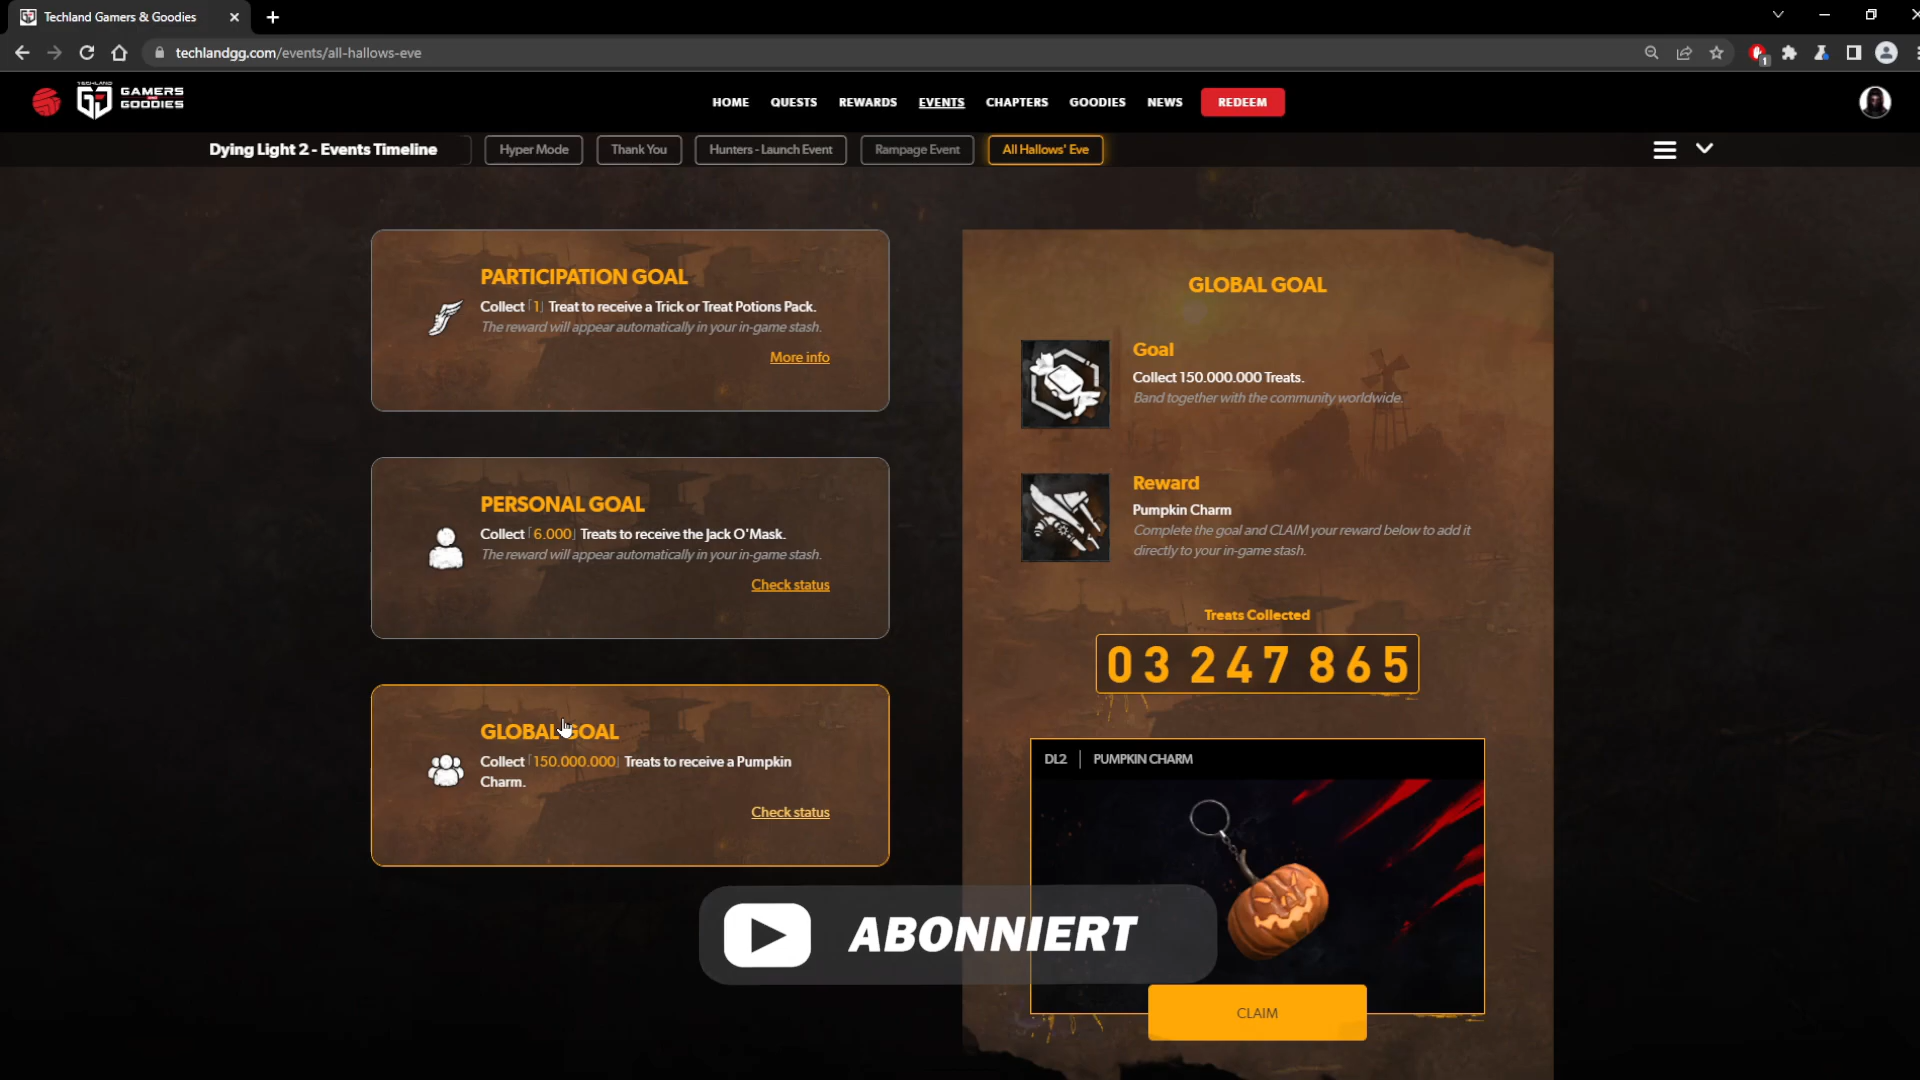 Techland Gamers & Goodies
techlandgg.com/events/all-hallows-eve
1
TECHLAND
GAMERS
AND
GOODIES
HOME QUESTS REWARDS EVENTS CHAPTERS GOODIES NEWS REDEEM
Dying Light 2 - Events Timeline Hyper Mode Thank You Hunters - Launch Event Rampage Event All Hallows' Eve
PARTICIPATION GOAL
Collect [1] Treat to receive a Trick or Treat Potions Pack.
The reward will appear automatically in your in-game stash.
More info
PERSONAL GOAL
Collect [6.000] Treats to receive the Jack O'Mask.
The reward will appear automatically in your in-game stash.
Check status
GLOBAL GOAL
Collect [150.000.000] Treats to receive a Pumpkin
Charm.
Check status
GLOBAL GOAL
Goal
Collect 150.000.000 Treats.
Band together with the community worldwide.
Reward
Pumpkin Charm
Complete the goal and CLAIM your reward below to add it
directly to your in-game stash.
Treats Collected
03 247 865
DL2 | PUMPKIN CHARM
ABONNIERT
CLAIM